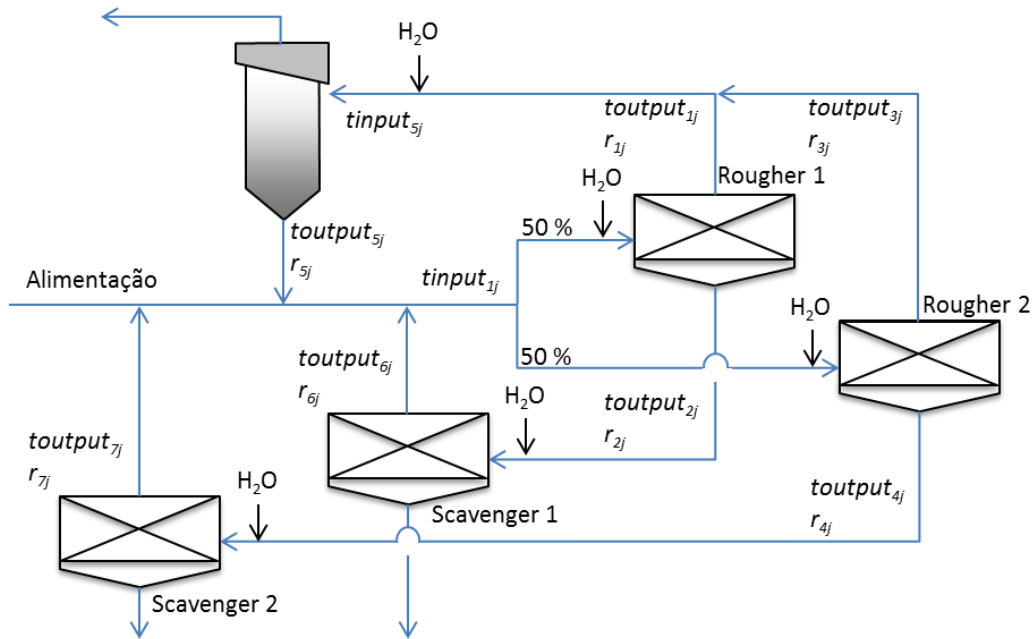 H₂O
tinput₅ⱼ
toutput₁ⱼ
r₁ⱼ
toutput₃ⱼ
r₃ⱼ
Rougher 1
H₂O
toutput₅ⱼ
r₅ⱼ
50 %
Alimentação
tinput₁ⱼ
H₂O
Rougher 2
50 %
toutput₆ⱼ
r₆ⱼ
H₂O
toutput₂ⱼ
r₂ⱼ
toutput₇ⱼ
r₇ⱼ
H₂O
toutput₄ⱼ
r₄ⱼ
Scavenger 1
Scavenger 2